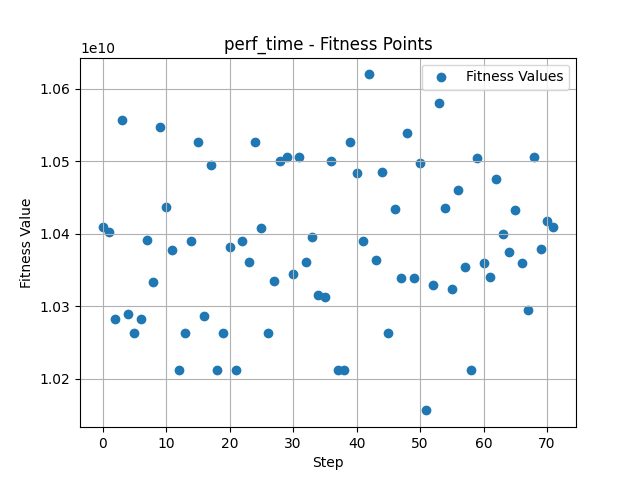 perf_time - Fitness Points
1e10
Fitness Values
1.06
1.05
1.04
1.03
1.02
Fitness Value
0 10 20 30 40 50 60 70
Step